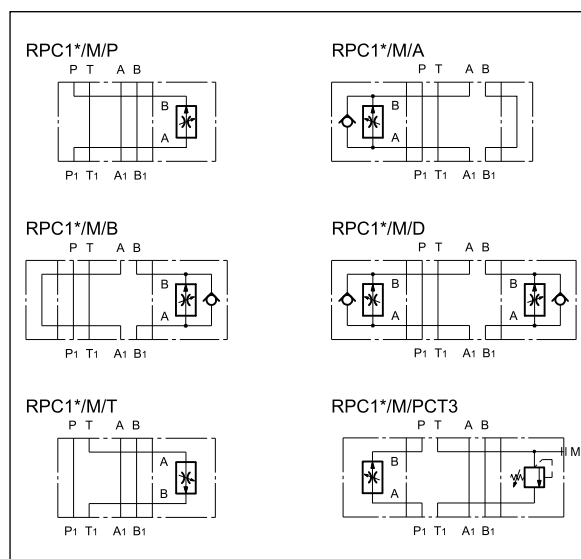 RPC1*/M/P
P T A B
B
A
P1 T1 A1 B1
RPC1*/M/A
P T A B
B
A
P1 T1 A1 B1
RPC1*/M/B
P T A B
B
A
P1 T1 A1 B1
RPC1*/M/D
P T A B
B
B
A
A
P1 T1 A1 B1
RPC1*/M/T
P T A B
A
B
P1 T1 A1 B1
RPC1*/M/PCT3
P T A B
M
B
A
P1 T1 A1 B1